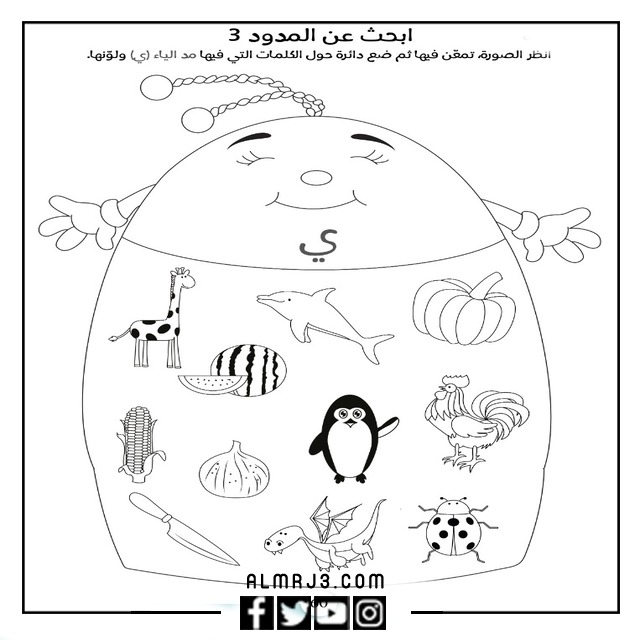 ابحث عن المدود 3
انظر الصورة، تمعّن فيها ثم ضع دائرة حول الكلمات التي فيها مد الياء (ي) ولوّنها.
ي
ALMRJ3.COM